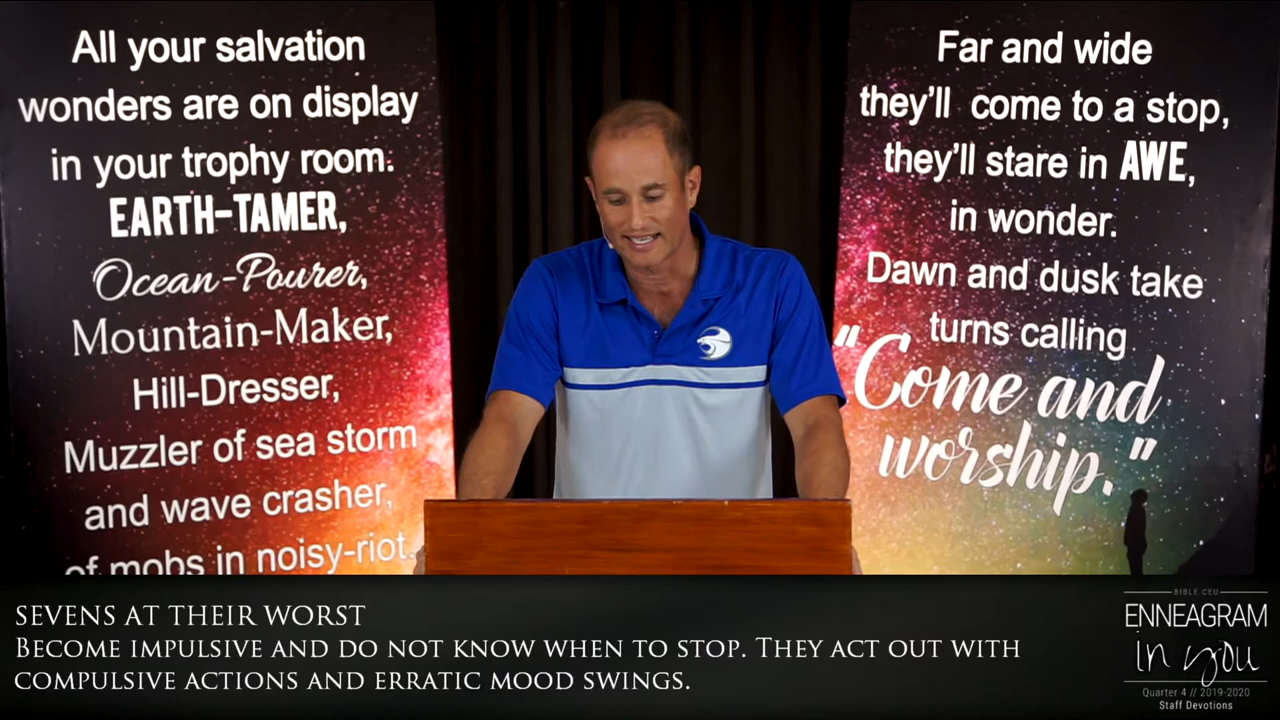 All your salvation
wonders are on display
in your trophy room.
EARTH-TAMER,
Ocean-Pourer,
Mountain-Maker,
Hill-Dresser,
Muzzler of sea storm
and wave crasher,
of mobs in noisy-riot.
Far and wide
they'll come to a stop,
they'll stare in AWE,
in wonder.
Dawn and dusk take
turns calling
"Come and
worship."
SEVENS AT THEIR WORST
BECOME IMPULSIVE AND DO NOT KNOW WHEN TO STOP. THEY ACT OUT WITH
COMPULSIVE ACTIONS AND ERRATIC MOOD SWINGS.
BIBLE CEU
ENNEAGRAM
in you
Quarter 4 // 2019-2020
Staff Devotions